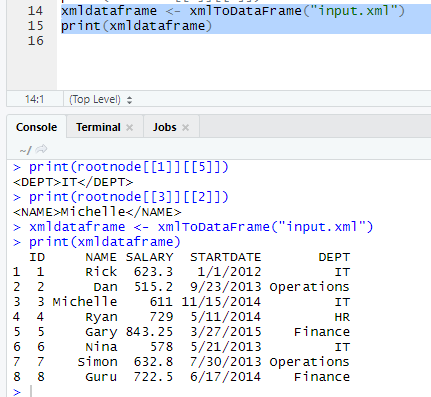 14 xmldataframe <- xmlToDataFrame("input.xml")
15 print(xmldataframe)
16
14:1 (Top Level)
Console Terminal Jobs
~/
> print(rootnode[[1]][[5]])
<DEPT>IT</DEPT>
> print(rootnode[[3]][[2]])
<NAME>Michelle</NAME>
> xmldataframe <- xmlToDataFrame("input.xml")
> print(xmldataframe)
  ID     NAME SALARY  STARTDATE       DEPT
1  1     Rick  623.3   1/1/2012         IT
2  2      Dan  515.2  9/23/2013 Operations
3  3 Michelle    611 11/15/2014         IT
4  4     Ryan    729  5/11/2014         HR
5  5     Gary 843.25  3/27/2015    Finance
6  6     Nina    578  5/21/2013         IT
7  7    Simon  632.8  7/30/2013 Operations
8  8     Guru  722.5  6/17/2014    Finance
>